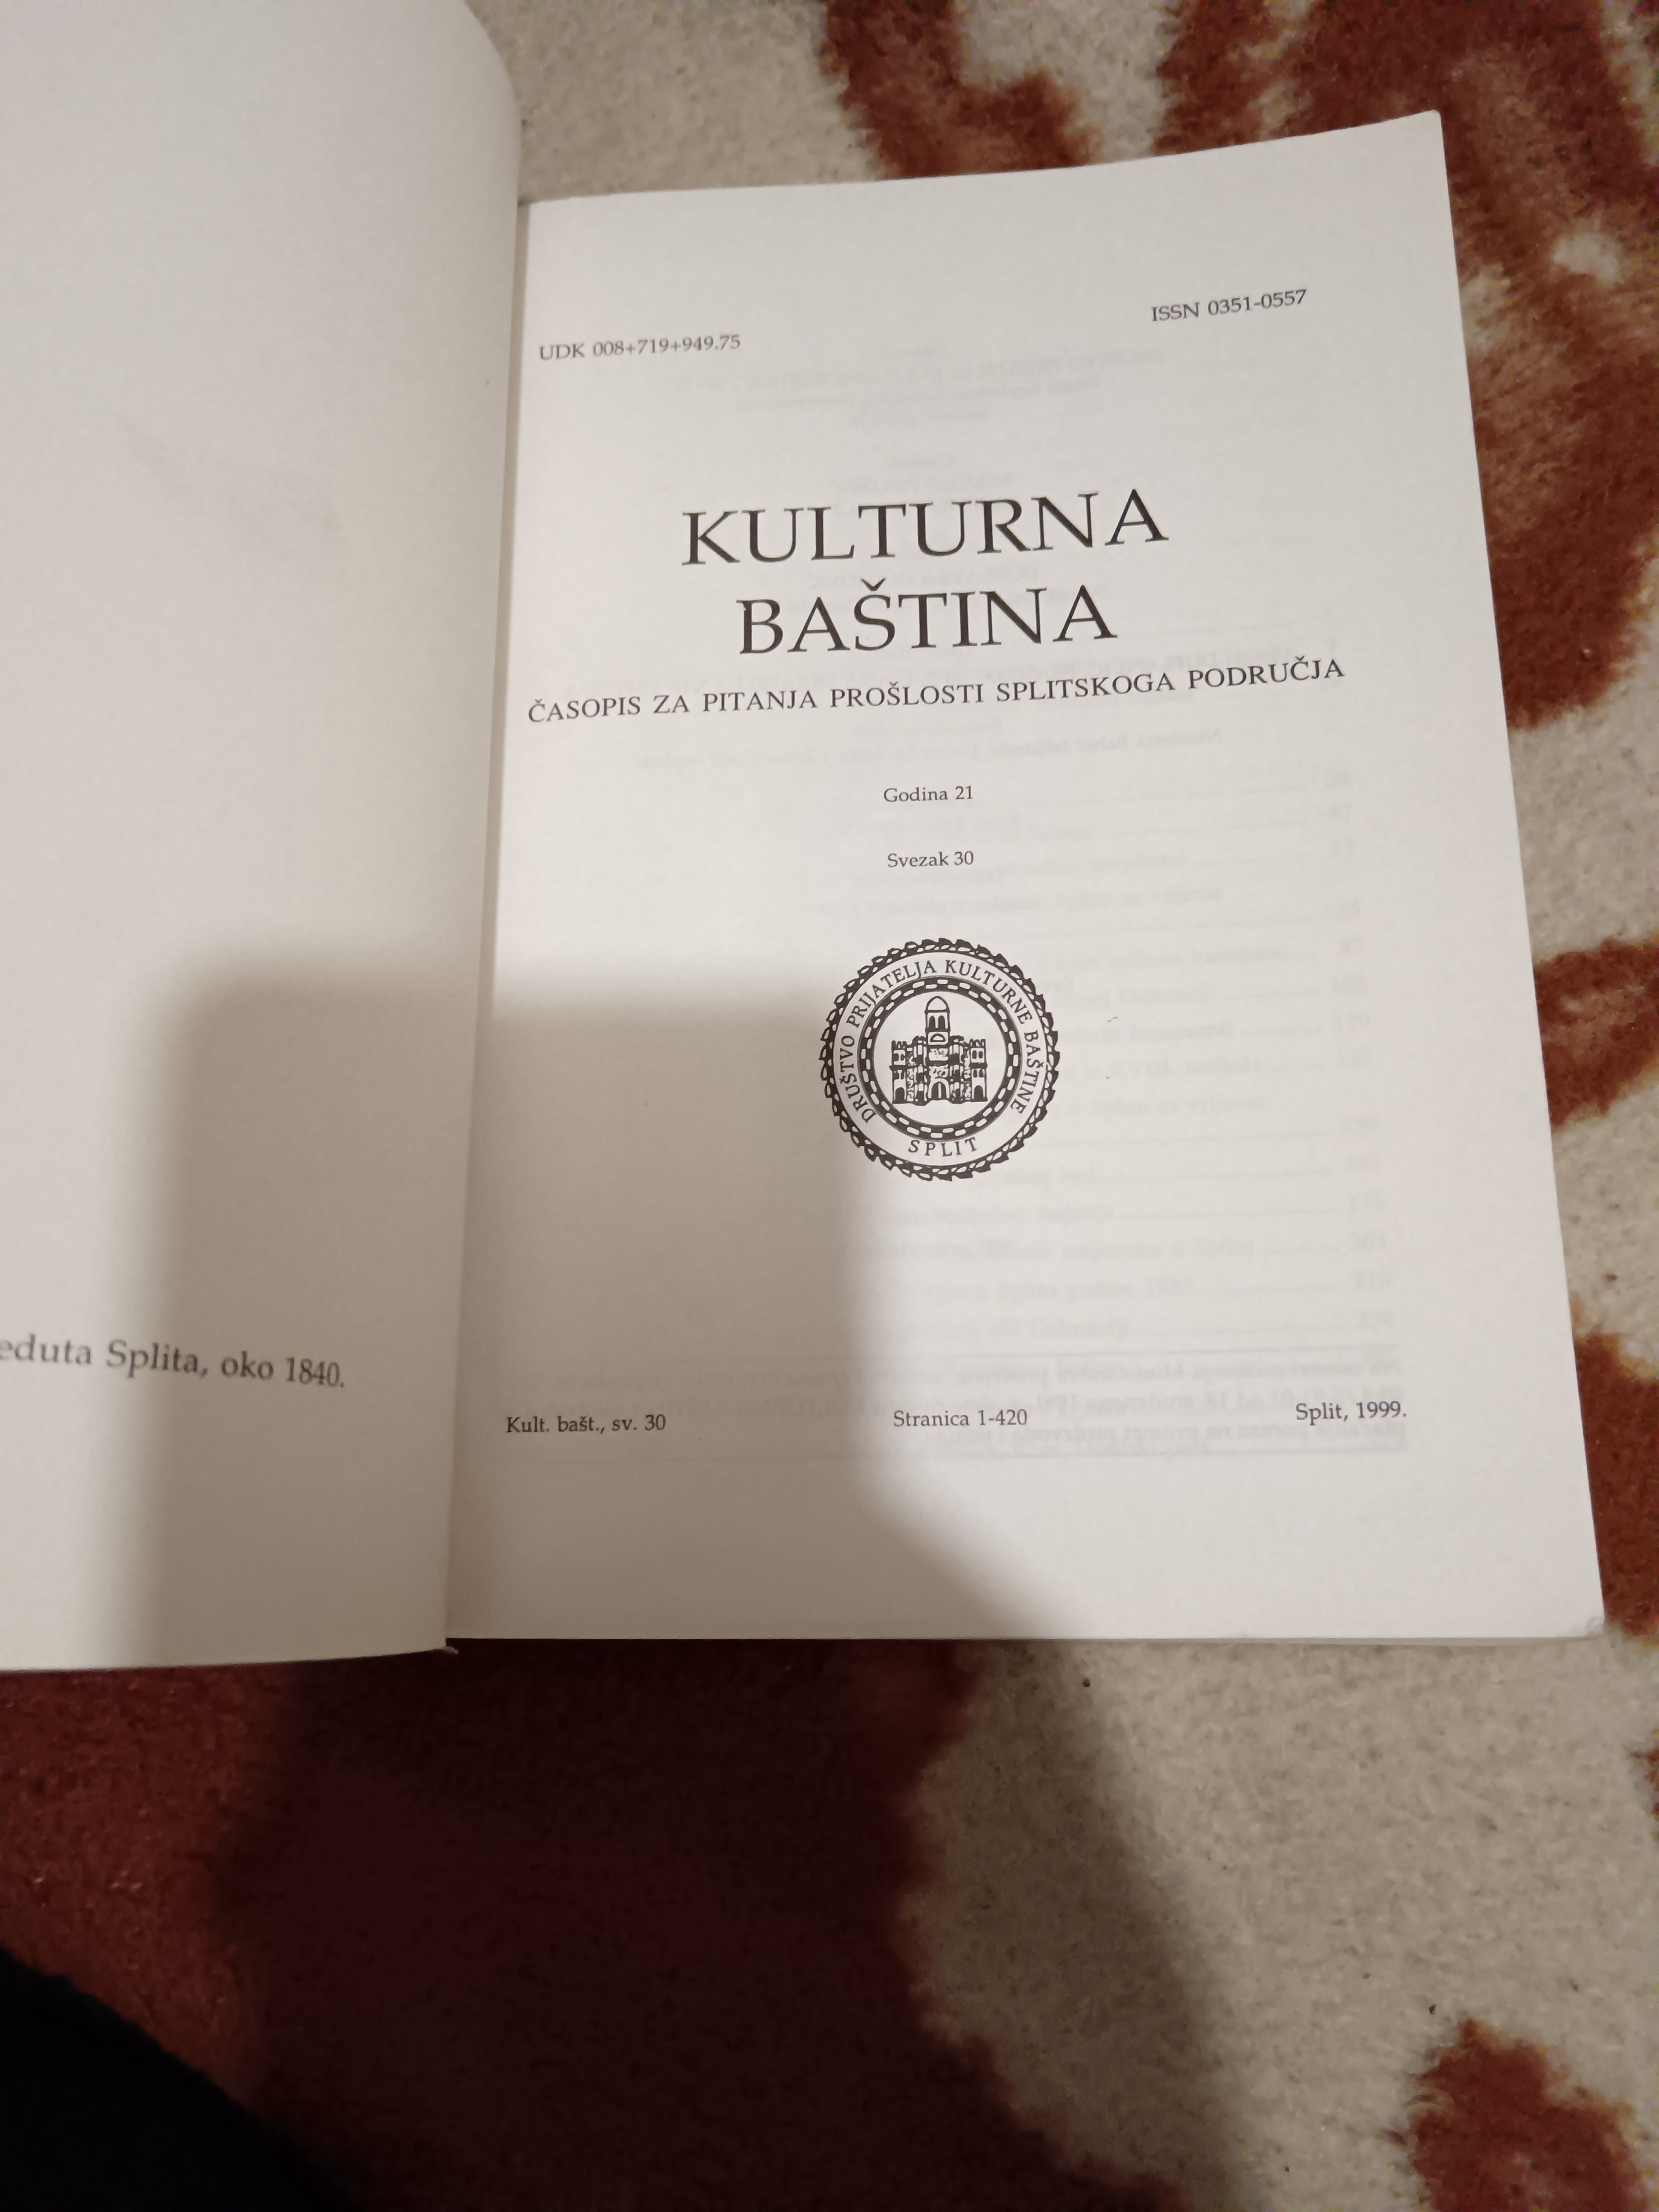 Splita, oko 1840.
UDK 008+719+949.75
ISSN 0351-0557
KULTURNA
BAŠTINA
ČASOPIS ZA PITANJA PROŠLOSTI SPLITSKOGA PODRUČJA
Godina 21
Svezak 30
DRUŠTVO PRIJATELJA KULTURNE BAŠTINE
SPLIT
Kult. bašt., sv. 30
Stranica 1-420
Split, 1999.